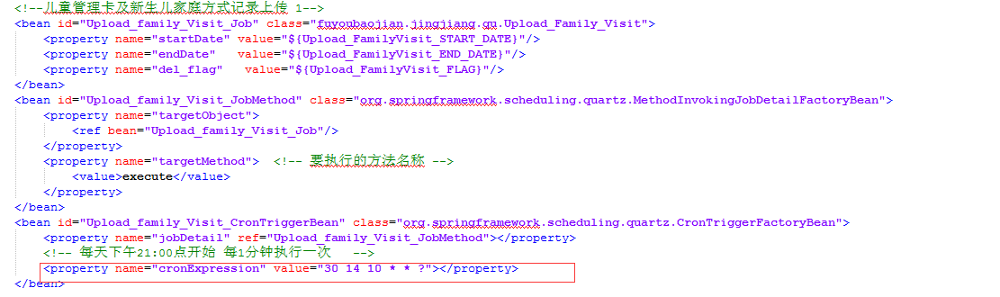 <!--儿童管理卡及新生儿家庭方式记录上传 1-->
<bean id="Upload_family_Visit_Job" class="fuyoubaojian.jingjiang.qu.Upload_Family_Visit">
<property name="startDate" value="${Upload_FamilyVisit_START_DATE}"/>
<property name="endDate" value="${Upload_FamilyVisit_END_DATE}"/>
<property name="del_flag" value="${Upload_FamilyVisit_FLAG}"/>
</bean>
<bean id="Upload_family_Visit_JobMethod" class="org.springframework.scheduling.quartz.MethodInvokingJobDetailFactoryBean">
<property name="targetObject">
<ref bean="Upload_family_Visit_Job"/>
</property>
<property name="targetMethod"> <!-- 要执行的方法名称 -->
<value>execute</value>
</property>
</bean>
<bean id="Upload_family_Visit_CronTriggerBean" class="org.springframework.scheduling.quartz.CronTriggerFactoryBean">
<property name="jobDetail" ref="Upload_family_Visit_JobMethod"></property>
<!-- 每天下午21:00点开始 每1分钟执行一次 -->
<property name="cronExpression" value="30 14 10 * * ?"></property>
</bean>